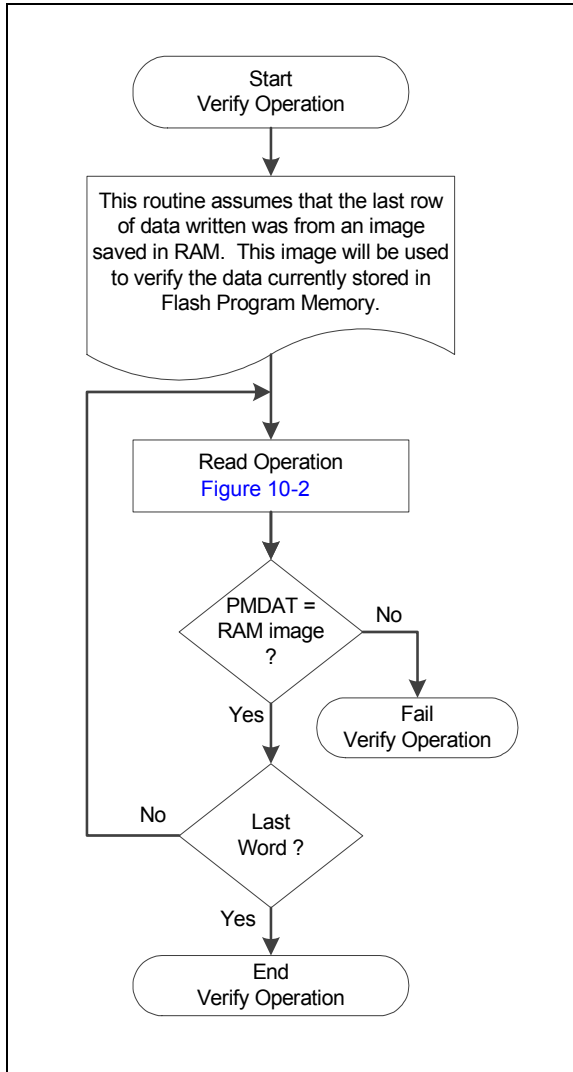 Start
Verify Operation
This routine assumes that the last row
of data written was from an image
saved in RAM. This image will be used
to verify the data currently stored in
Flash Program Memory.
Read Operation
Figure 10-2
PMDAT =
RAM image
?
No
Yes
Fail
Verify Operation
No
Last
Word ?
Yes
End
Verify Operation